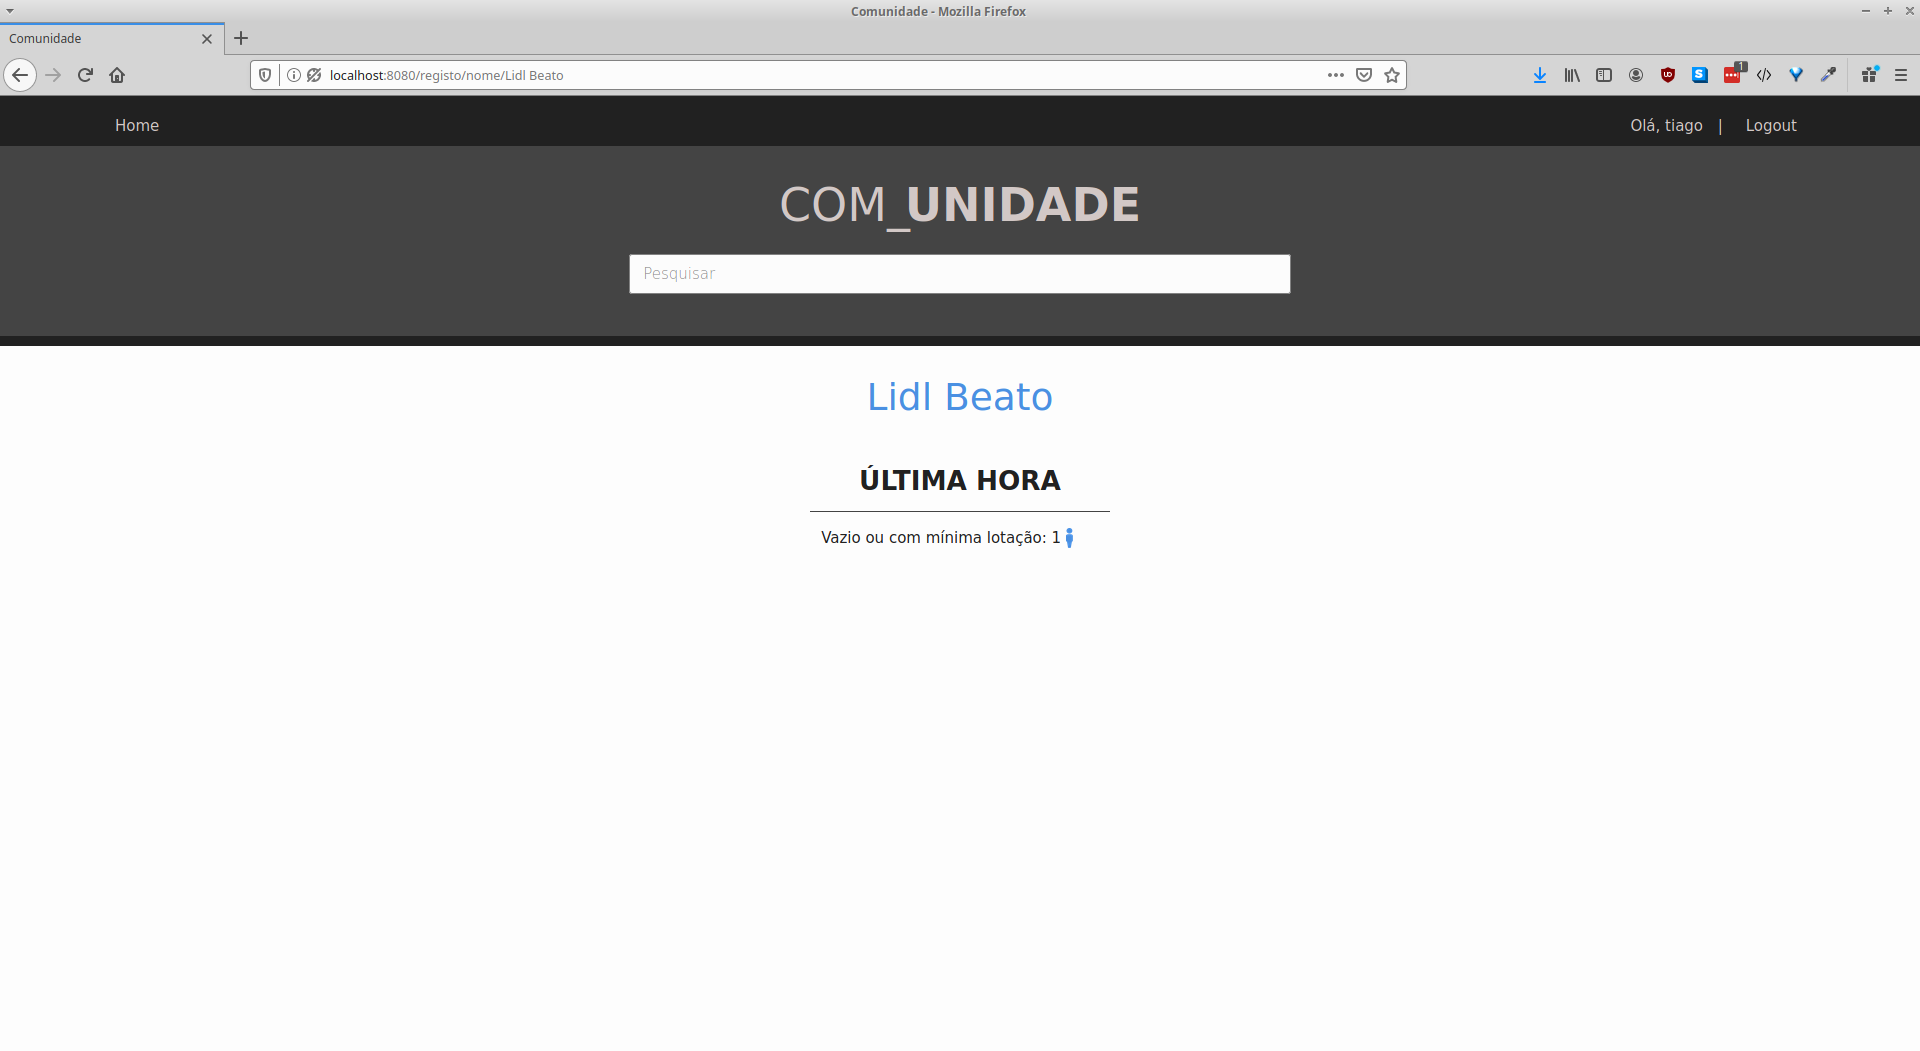 Comunidade - Mozilla Firefox
Comunidade
localhost:8080/registo/nome/Lidl Beato
1
Home
Olá, tiago | Logout
COM_UNIDADE
Pesquisar
Lidl Beato
ÚLTIMA HORA
Vazio ou com mínima lotação: 1